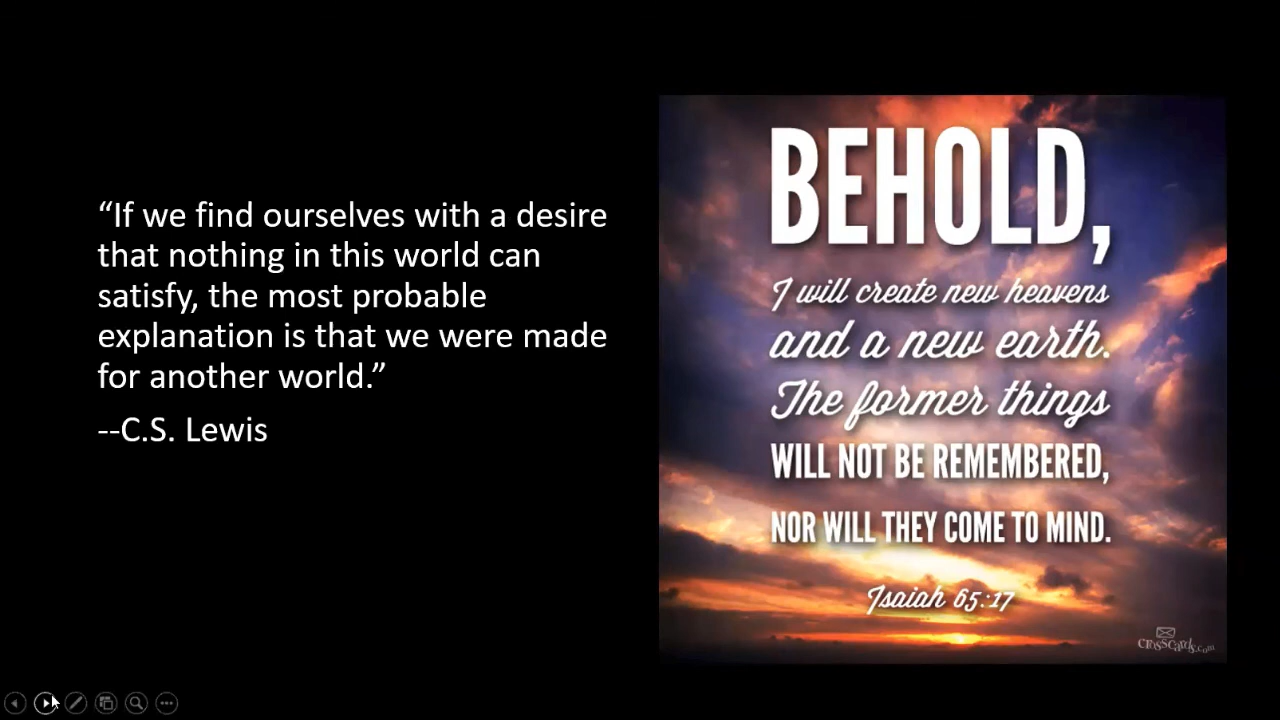 “If we find ourselves with a desire
that nothing in this world can
satisfy, the most probable
explanation is that we were made
for another world.”
--C.S. Lewis
BEHOLD,
I will create new heavens
and a new earth.
The former things
WILL NOT BE REMEMBERED,
NOR WILL THEY COME TO MIND.
Isaiah 65:17
crosscards.com